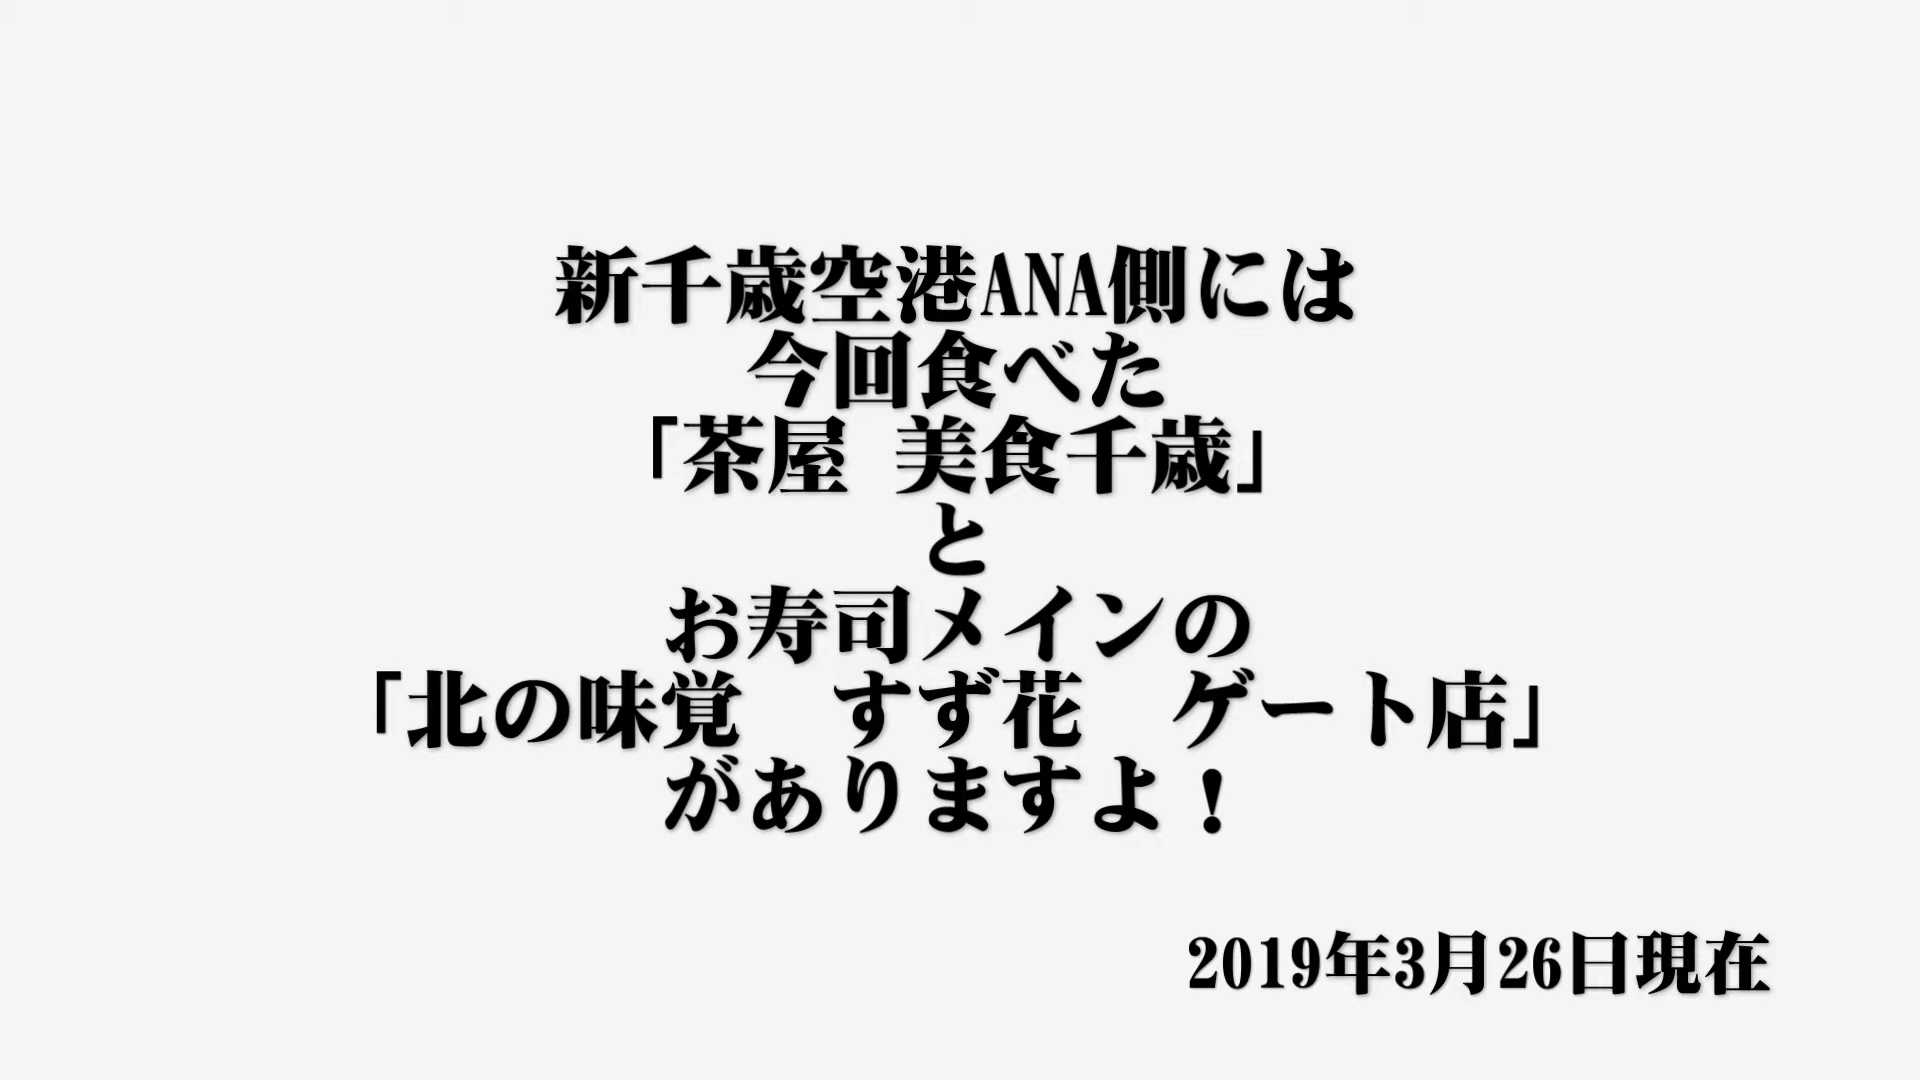 新千歳空港ANA側には
今回食べた
「茶屋 美食千歳」
と
お寿司メインの
「北の味覚　すず花　ゲート店」
がありますよ！
2019年3月26日現在